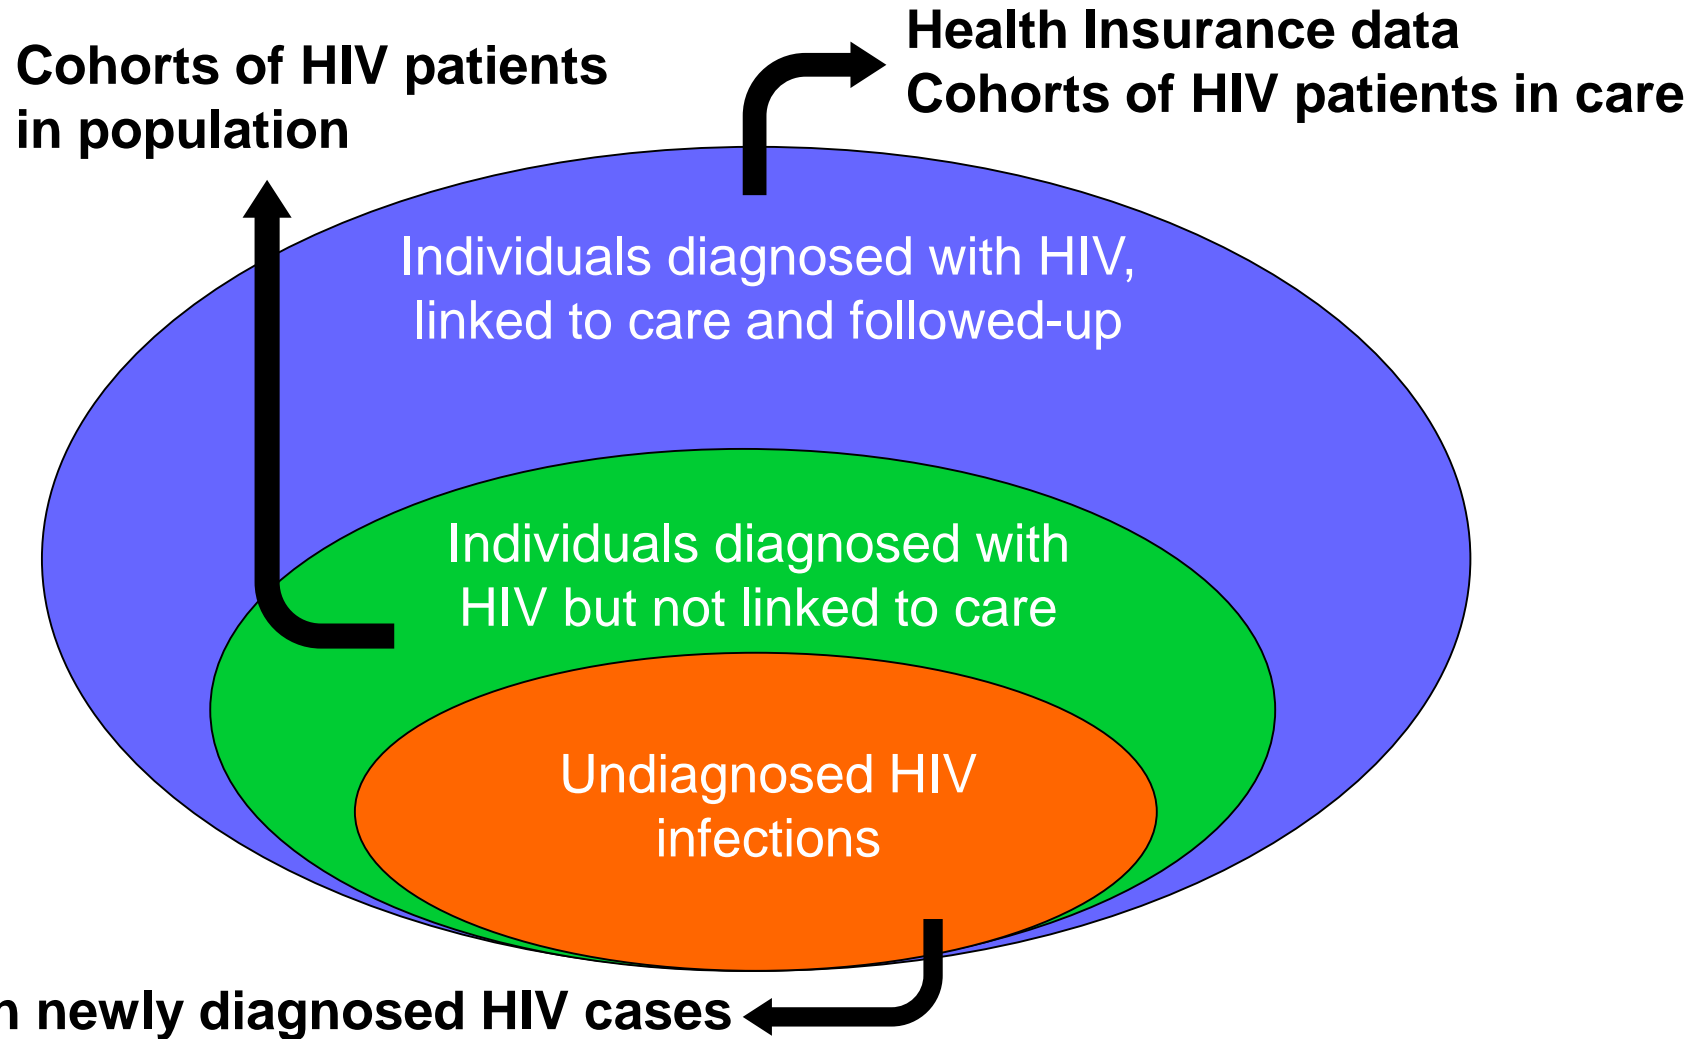 Cohorts of HIV patients
in population
Health Insurance data
Cohorts of HIV patients in care
Individuals diagnosed with HIV,
linked to care and followed-up
Individuals diagnosed with
HIV but not linked to care
Undiagnosed HIV
infections
newly diagnosed HIV cases